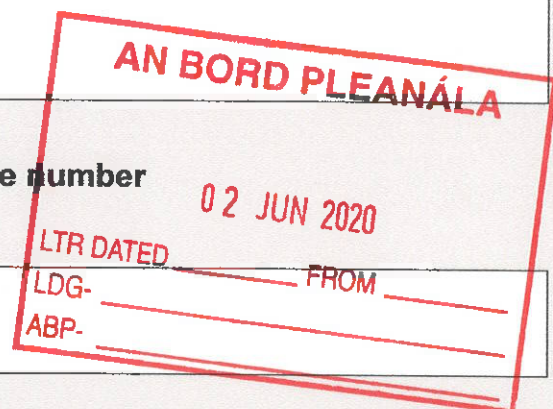 AN BORD PLEANÁLA
e number
02 JUN 2020
LTR DATED FROM
LDG-
ABP-